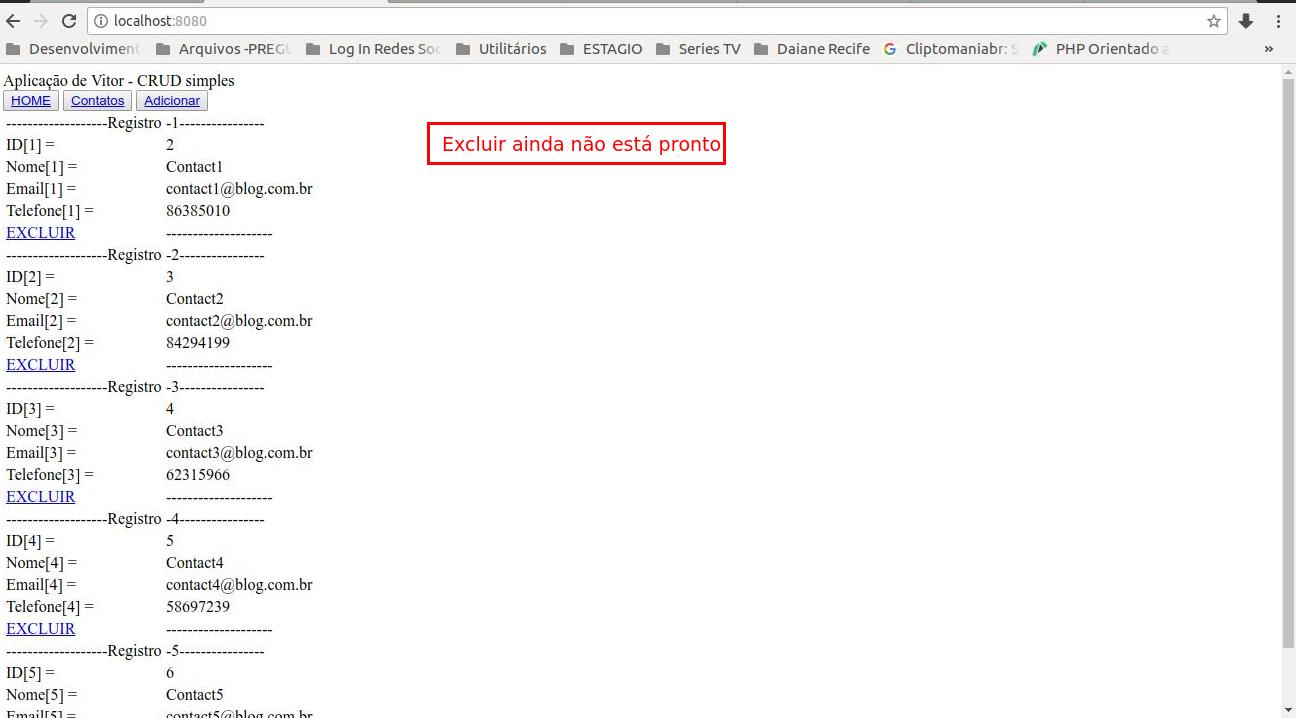 localhost:8080
Desenvolviment Arquivos -PREGU Log In Redes Soc Utilitários ESTAGIO Series TV Daiane Recife Cliptomaniabr: S PHP Orientado a »
Aplicação de Vitor - CRUD simples
HOME Contatos Adicionar
-------------------Registro -1----------------
Excluir ainda não está pronto
ID[1] = 2
Nome[1] = Contact1
Email[1] = contact1@blog.com.br
Telefone[1] = 86385010
EXCLUIR --------------------
-------------------Registro -2----------------
ID[2] = 3
Nome[2] = Contact2
Email[2] = contact2@blog.com.br
Telefone[2] = 84294199
EXCLUIR --------------------
-------------------Registro -3----------------
ID[3] = 4
Nome[3] = Contact3
Email[3] = contact3@blog.com.br
Telefone[3] = 62315966
EXCLUIR --------------------
-------------------Registro -4----------------
ID[4] = 5
Nome[4] = Contact4
Email[4] = contact4@blog.com.br
Telefone[4] = 58697239
EXCLUIR --------------------
-------------------Registro -5----------------
ID[5] = 6
Nome[5] = Contact5
Email[5] = contact5@blog.com.br